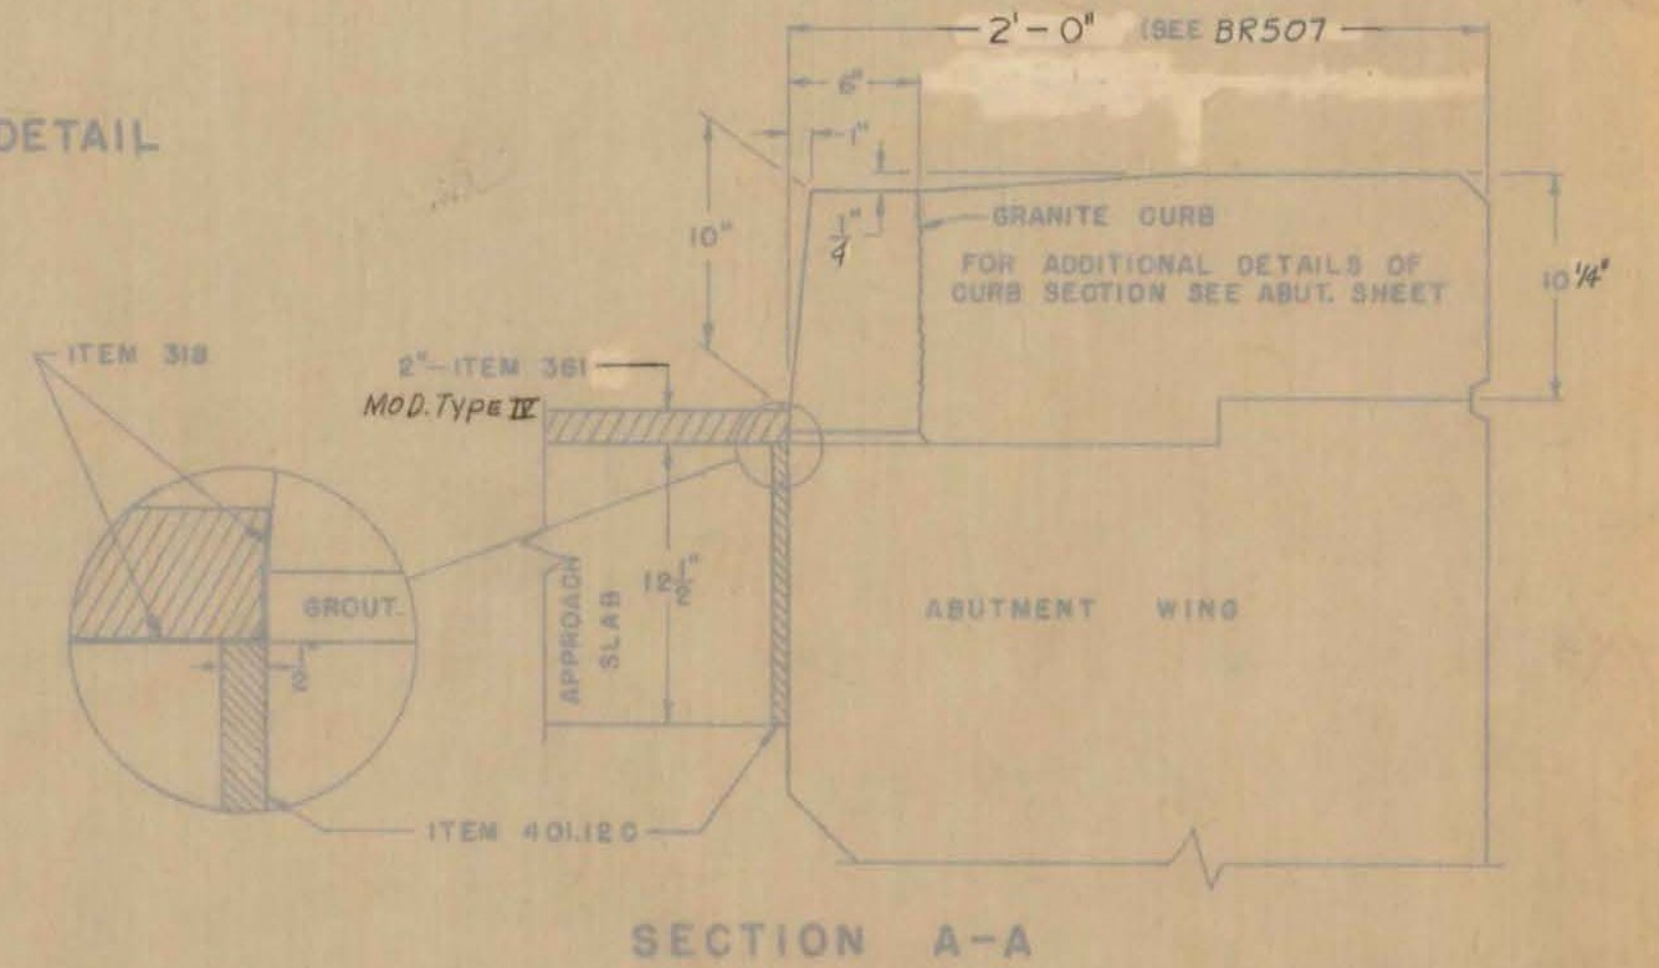 2'-0" (SEE BR507
6"
1"
DETAIL
10"
1/4"
GRANITE CURB
FOR ADDITIONAL DETAILS OF
CURB SECTION SEE ABUT. SHEET
10 1/4"
ITEM 318
2"-ITEM 361
MOD. TYPE IV
GROUT.
1/2"
APPROACH
SLAB
12 1/2"
ABUTMENT WING
ITEM 401.12C
SECTION A-A